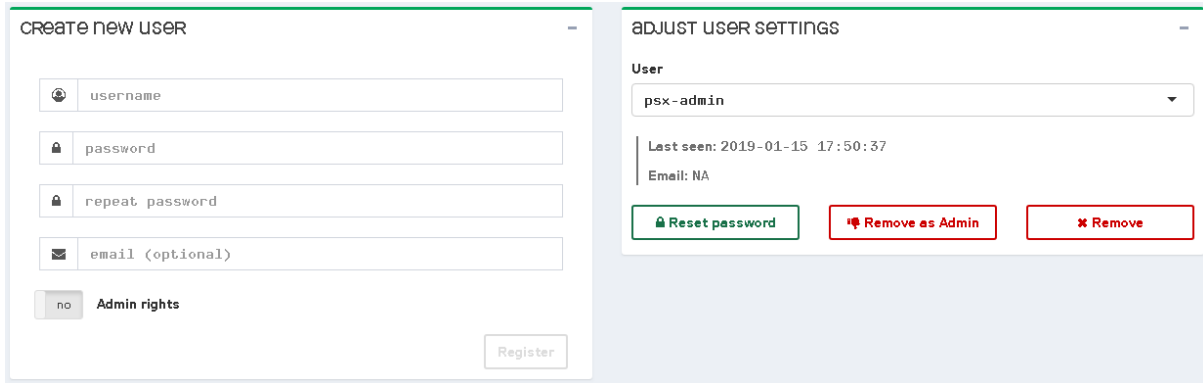 create new user
username
password
repeat password
email (optional)
no Admin rights
Register
adjust user settings
User
psx-admin
Last seen: 2019-01-15 17:50:37
Email: NA
Reset password
Remove as Admin
Remove